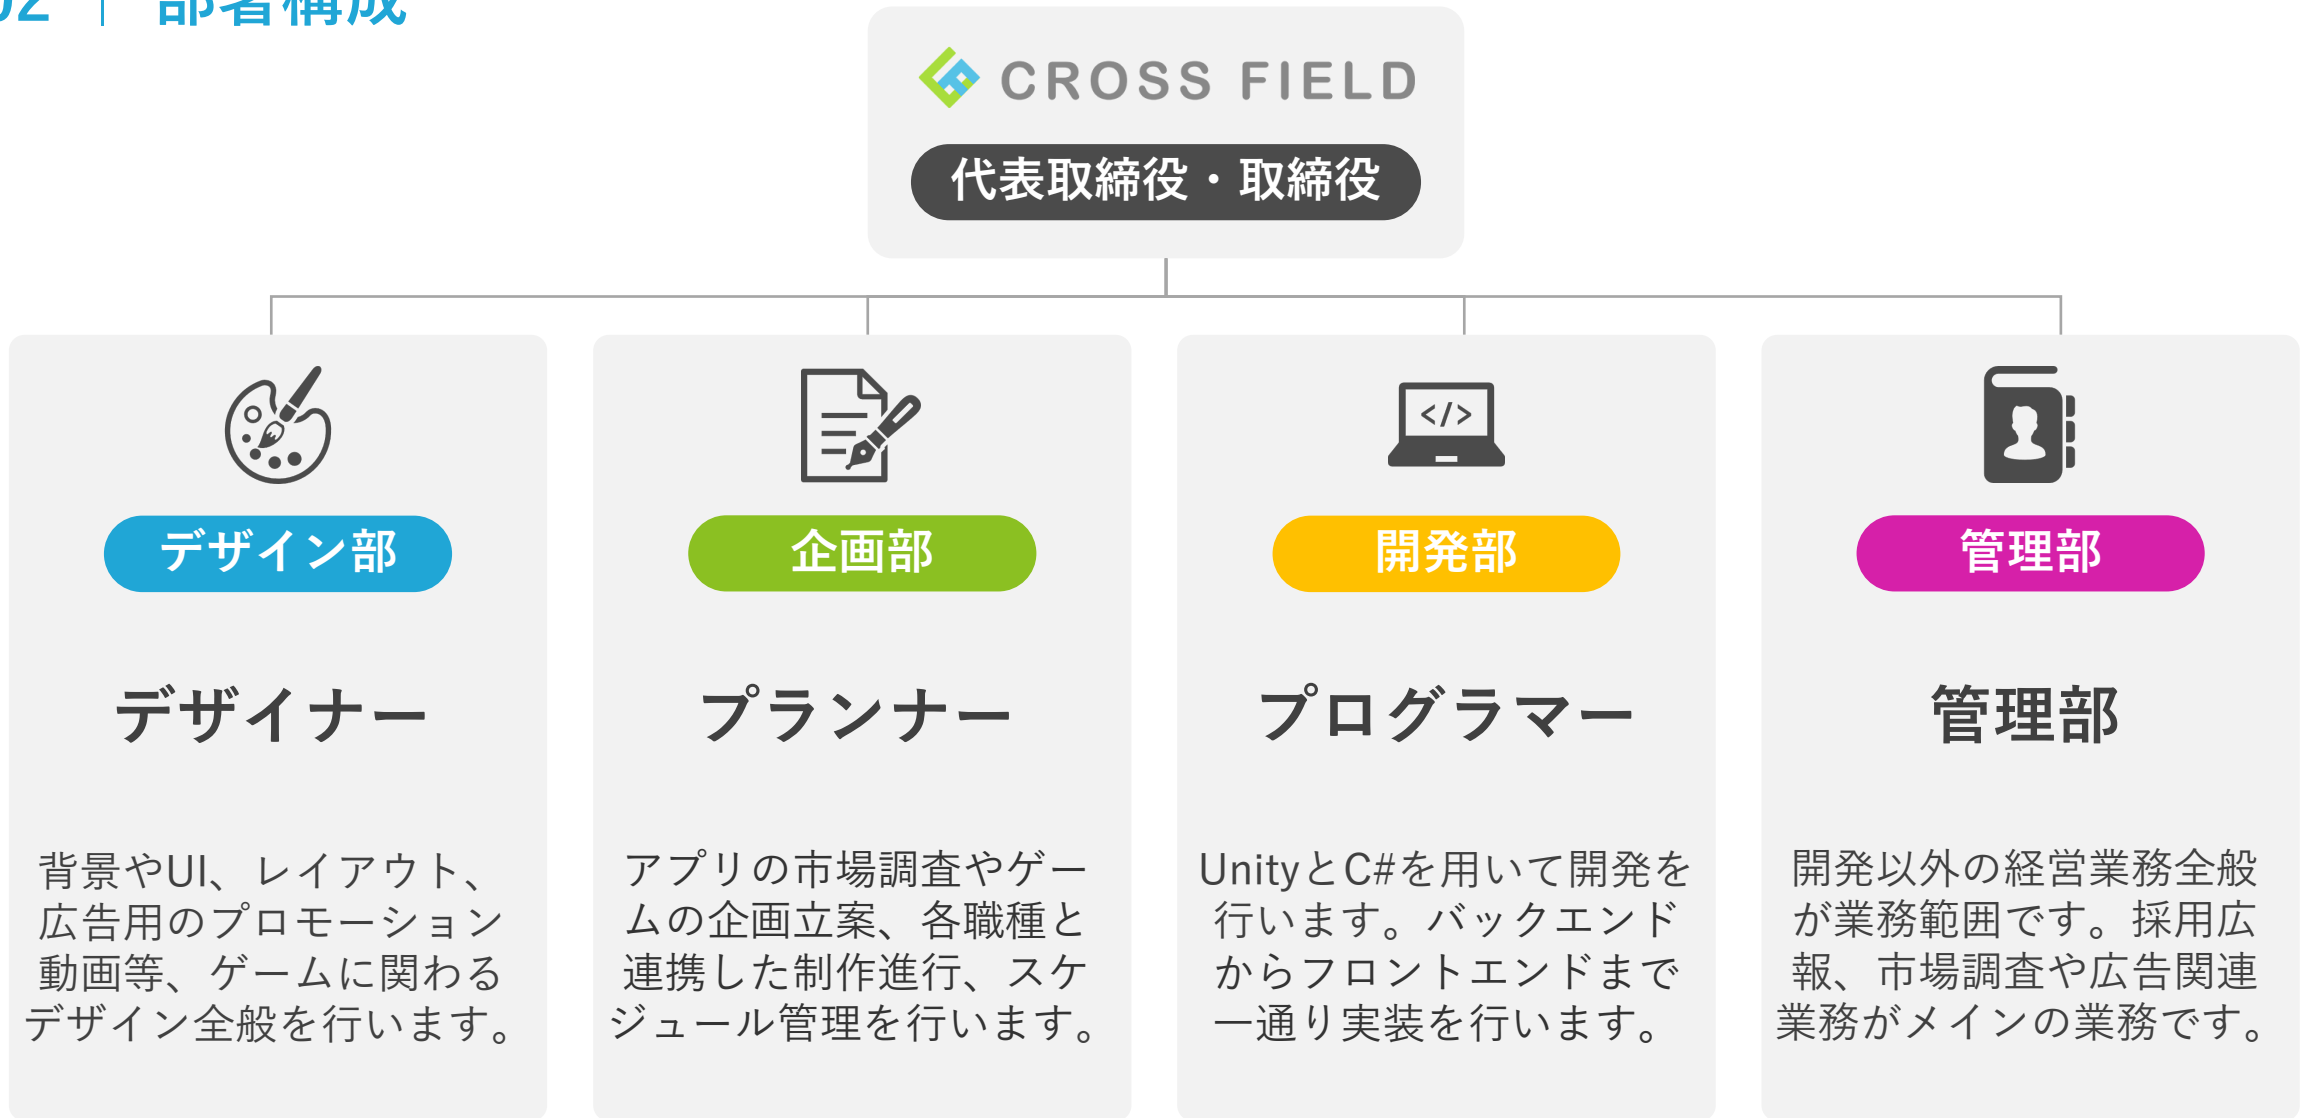 02 | 部署構成
CROSS FIELD
代表取締役・取締役
デザイン部
デザイナー
背景やUI、レイアウト、
広告用のプロモーション
動画等、ゲームに関わる
デザイン全般を行います。
企画部
プランナー
アプリの市場調査やゲー
ムの企画立案、各職種と
連携した制作進行、スケ
ジュール管理を行います。
</>
開発部
プログラマー
UnityとC#を用いて開発を
行います。バックエンド
からフロントエンドまで
一通り実装を行います。
管理部
管理部
開発以外の経営業務全般
が業務範囲です。採用広
報、市場調査や広告関連
業務がメインの業務です。